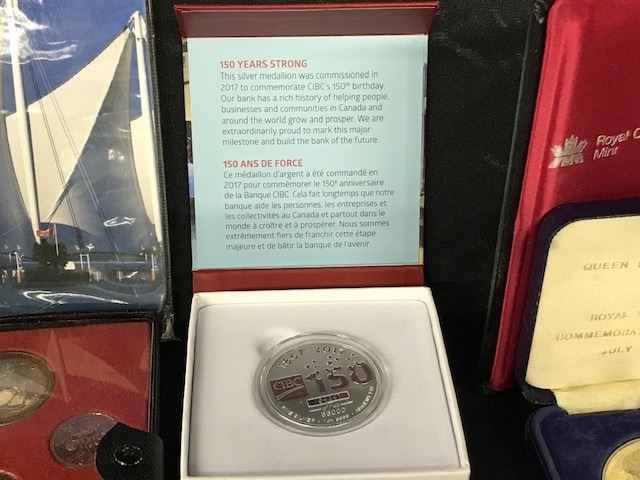 150 YEARS STRONG
This silver medallion was commissioned in
2017 to commemorate CIBC's 150th birthday.
Our bank has a rich history of helping people,
businesses and communities in Canada and
around the world grow and prosper. We are
extraordinarily proud to mark this major
milestone and build the bank of the future.
150 ANS DE FORCE
Ce médaillon d'argent a été commandé en
2017 pour commémorer le 150e anniversaire
de la Banque CIBC. Cela fait longtemps que notre
banque aide les personnes, les entreprises et
les collectivités au Canada et partout dans le
monde à croître et à prospérer. Nous sommes
extrêmement fiers de franchir cette étape
majeure et de bâtir la banque de l'avenir.
1867 2017
CIBC 150
Royal
Mint
QUEEN
ROYAL
COMMEMORA
JULY